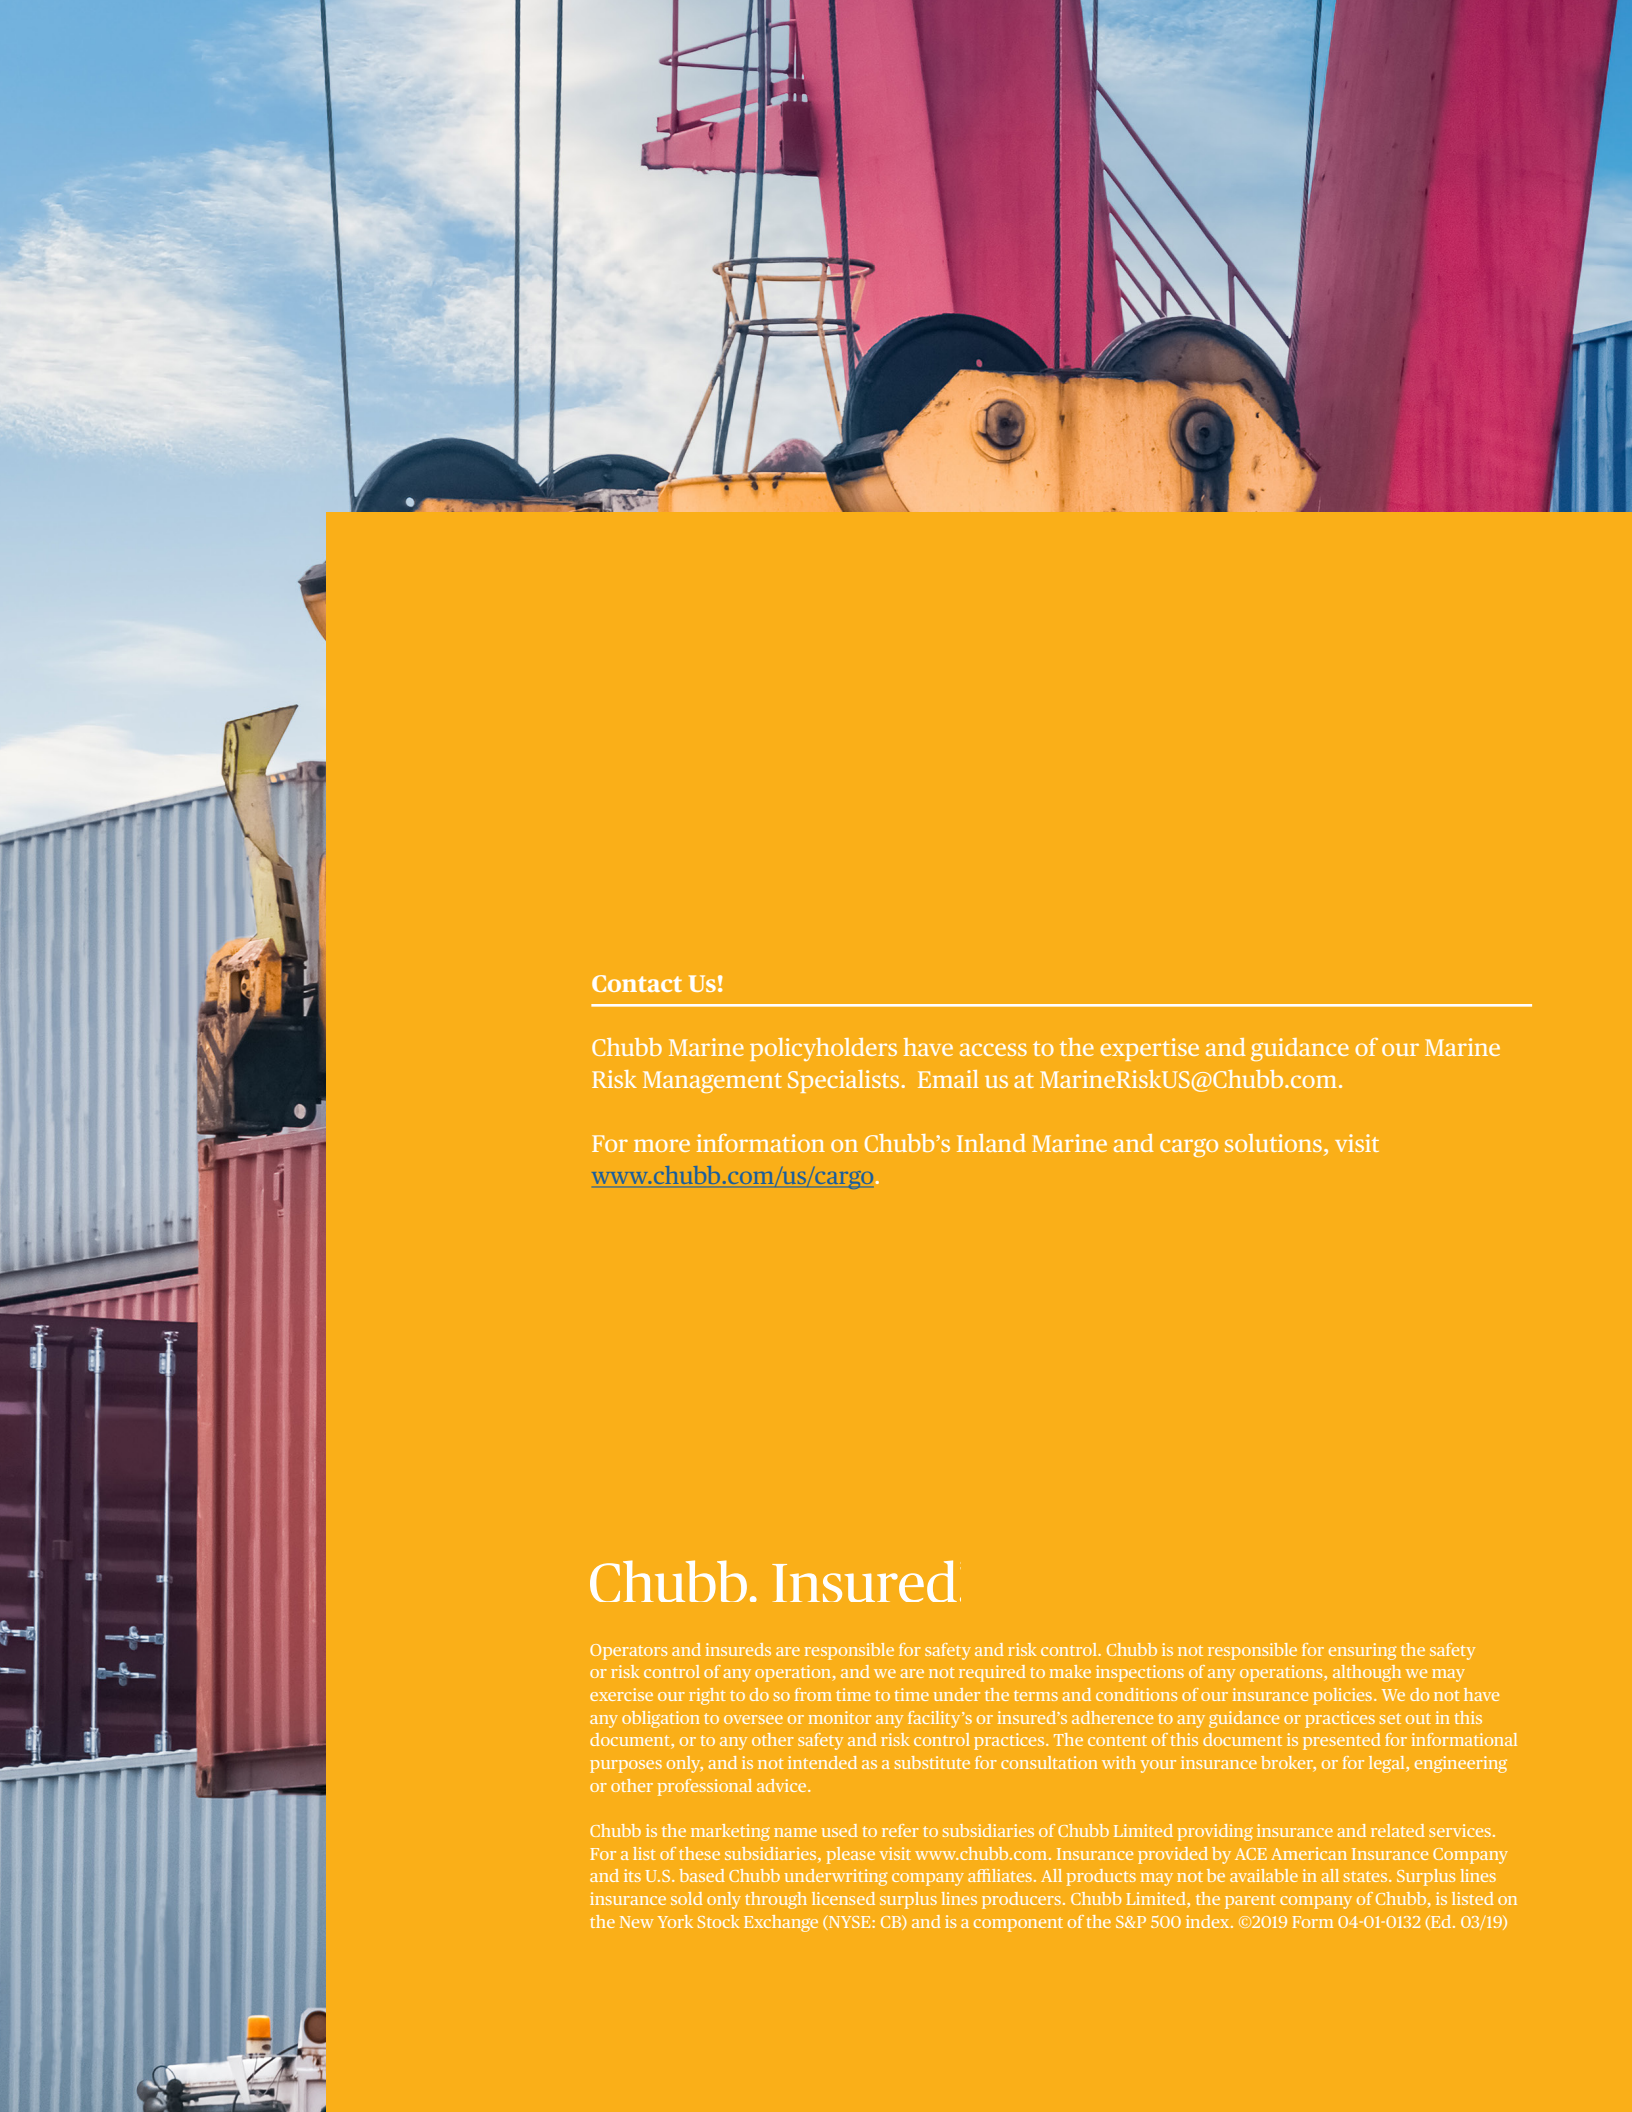 Contact Us!
Chubb Marine policyholders have access to the expertise and guidance of our Marine
Risk Management Specialists.  Email us at MarineRiskUS@Chubb.com.
For more information on Chubb’s Inland Marine and cargo solutions, visit
www.chubb.com/us/cargo.
Chubb. Insured.
Operators and insureds are responsible for safety and risk control. Chubb is not responsible for ensuring the safety
or risk control of any operation, and we are not required to make inspections of any operations, although we may
exercise our right to do so from time to time under the terms and conditions of our insurance policies. We do not have
any obligation to oversee or monitor any facility’s or insured’s adherence to any guidance or practices set out in this
document, or to any other safety and risk control practices. The content of this document is presented for informational
purposes only, and is not intended as a substitute for consultation with your insurance broker, or for legal, engineering
or other professional advice.
Chubb is the marketing name used to refer to subsidiaries of Chubb Limited providing insurance and related services.
For a list of these subsidiaries, please visit www.chubb.com. Insurance provided by ACE American Insurance Company
and its U.S. based Chubb underwriting company affiliates. All products may not be available in all states. Surplus lines
insurance sold only through licensed surplus lines producers. Chubb Limited, the parent company of Chubb, is listed on
the New York Stock Exchange (NYSE: CB) and is a component of the S&P 500 index. ©2019 Form 04-01-0132 (Ed. 03/19)